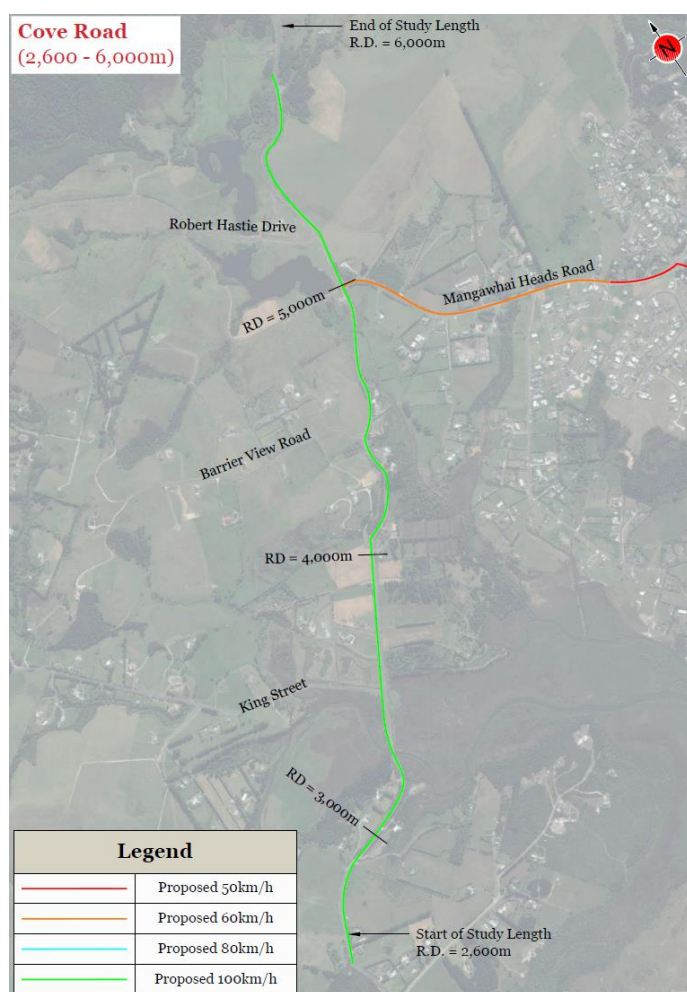 Cove Road
(2,600 - 6,000m)
End of Study Length
R.D. = 6,000m
N
Robert Hastie Drive
Mangawhai Heads Road
RD = 5,000m
Barrier View Road
RD = 4,000m
King Street
RD = 3,000m
Legend
Proposed 50km/h
Proposed 60km/h
Proposed 80km/h
Proposed 100km/h
Start of Study Length
R.D. = 2,600m